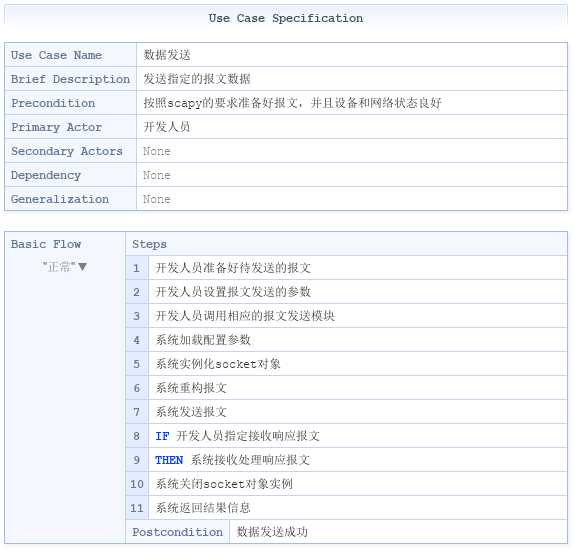 Use Case Specification
Use Case Name 数据发送
Brief Description 发送指定的报文数据
Precondition 按照scapy的要求准备好报文，并且设备和网络状态良好
Primary Actor 开发人员
Secondary Actors None
Dependency None
Generalization None
Basic Flow Steps
"正常"▼
1 开发人员准备好待发送的报文
2 开发人员设置报文发送的参数
3 开发人员调用相应的报文发送模块
4 系统加载配置参数
5 系统实例化socket对象
6 系统重构报文
7 系统发送报文
8 IF 开发人员指定接收响应报文
9 THEN 系统接收处理响应报文
10 系统关闭socket对象实例
11 系统返回结果信息
Postcondition 数据发送成功